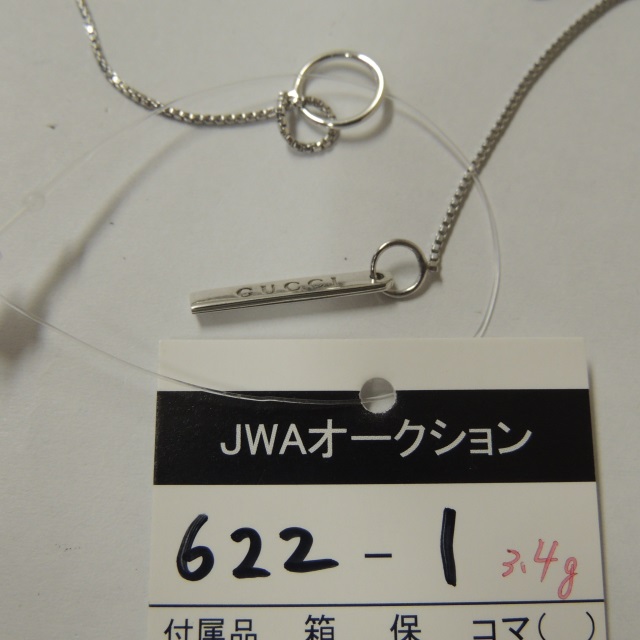 GUCCI
JWAオークション
622-1 3.4g
付属品 箱 保 コマ( )